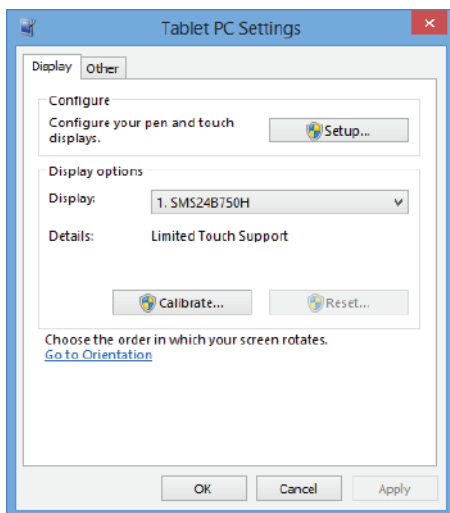 Tablet PC Settings
Display Other
Configure
Configure your pen and touch
displays.
Setup...
Display options
Display:
1. SMS24B750H
Details:
Limited Touch Support
Calibrate...
Reset...
Choose the order in which your screen rotates.
Go to Orientation
OK Cancel Apply